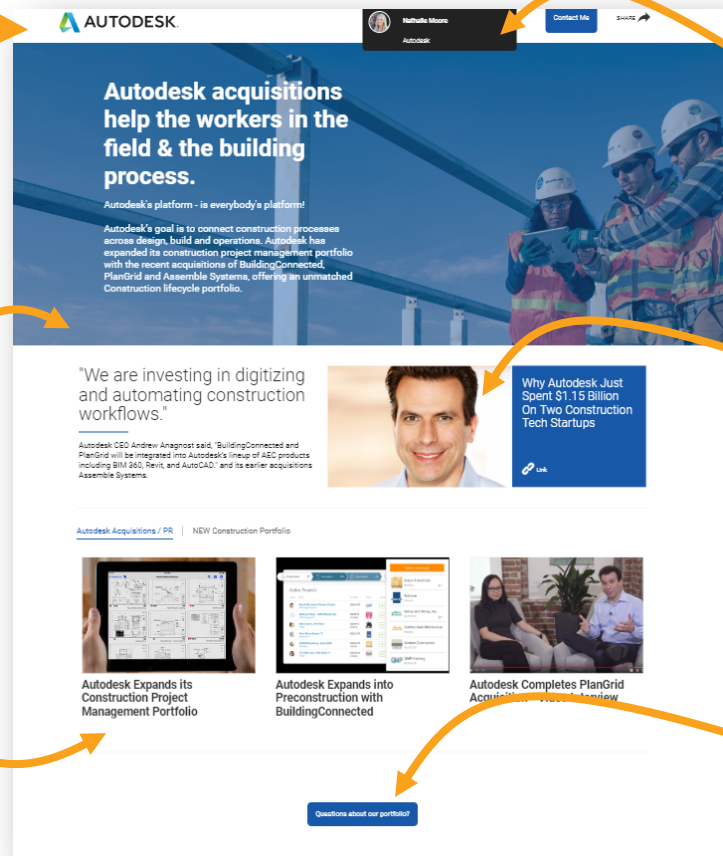 AUTODESK.
Nathalie Moore
Autodesk
Contact Me
SHARE
Autodesk acquisitions
help the workers in the
field & the building
process.
Autodesk's platform - is everybody's platform!
Autodesk's goal is to connect construction processes
across design, build and operations. Autodesk has
expanded its construction project management portfolio
with the recent acquisitions of BuildingConnected,
PlanGrid and Assemble Systems, offering an unmatched
Construction lifecycle portfolio.
"We are investing in digitizing
and automating construction
workflows."
Autodesk CEO Andrew Anagnost said, "BuildingConnected and
PlanGrid will be integrated into Autodesk's lineup of AEC products
including BIM 360, Revit, and AutoCAD." and its earlier acquisitions
Assemble Systems.
Why Autodesk Just
Spent $1.15 Billion
On Two Construction
Tech Startups
Link
Autodesk Acquisitions / PR | NEW Construction Portfolio
Autodesk Expands its
Construction Project
Management Portfolio
Autodesk Expands into
Preconstruction with
BuildingConnected
Autodesk Completes PlanGrid
Acquisition - Video Interview
Questions about our portfolio?